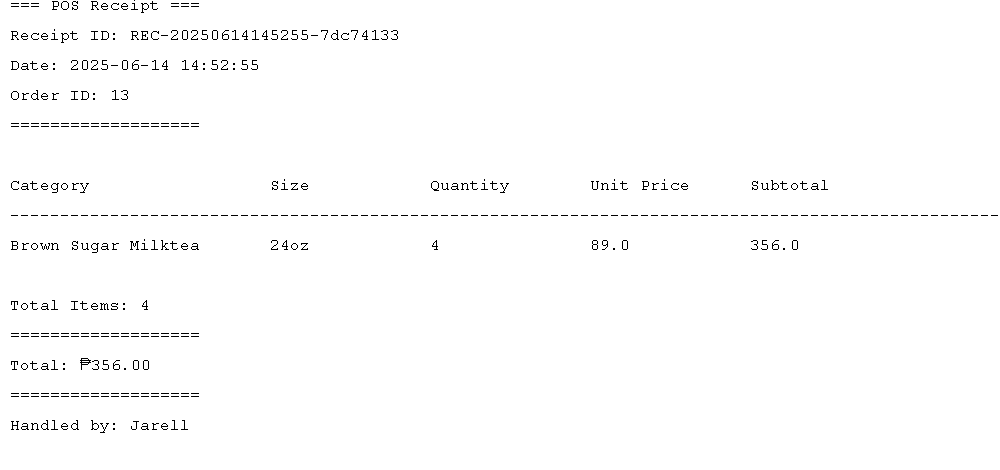 === POS Receipt ===
Receipt ID: REC-20250614145255-7dc74133
Date: 2025-06-14 14:52:55
Order ID: 13
===================
Category Size Quantity Unit Price Subtotal
---------------------------------------------------------------------------------------------------
Brown Sugar Milktea 24oz 4 89.0 356.0
Total Items: 4
===================
Total: ₱356.00
===================
Handled by: Jarell